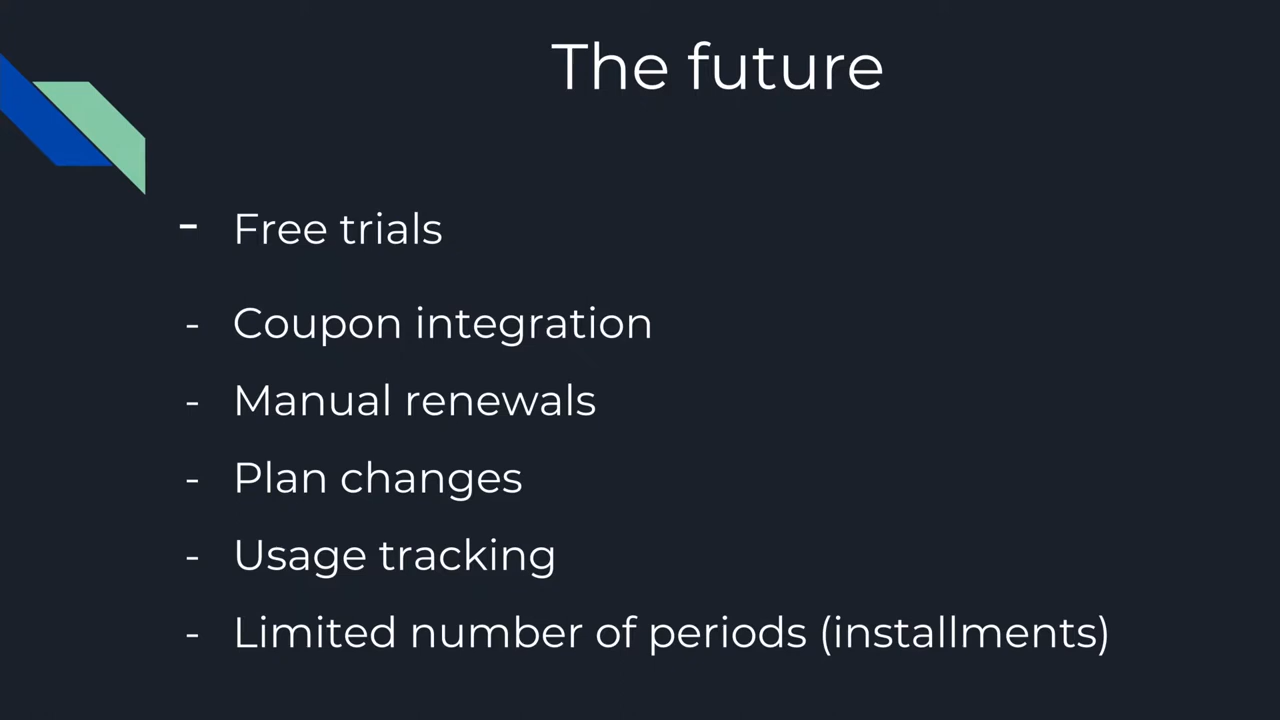 The future
- Free trials
- Coupon integration
- Manual renewals
- Plan changes
- Usage tracking
- Limited number of periods (installments)